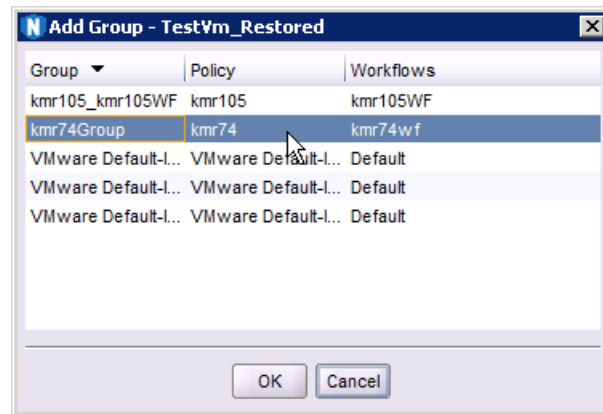 N Add Group - TestVm_Restored
Group Policy Workflows
kmr105_kmr105WF kmr105 kmr105WF
kmr74Group kmr74 kmr74wf
VMware Default-I... VMware Default-I... Default
VMware Default-I... VMware Default-I... Default
VMware Default-I... VMware Default-I... Default
OK Cancel